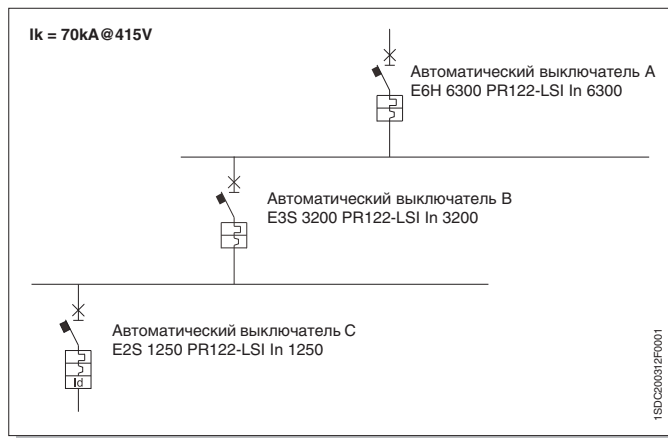 Ik = 70kA@415V
Автоматический выключатель A
E6H 6300 PR122-LSI In 6300
Автоматический выключатель B
E3S 3200 PR122-LSI In 3200
Автоматический выключатель C
E2S 1250 PR122-LSI In 1250
Id
1SDC200312F0001